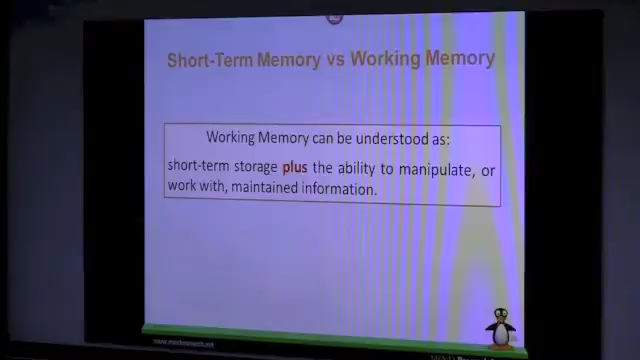 Short-Term Memory vs Working Memory
Working Memory can be understood as:
short-term storage plus the ability to manipulate, or
work with, maintained information.